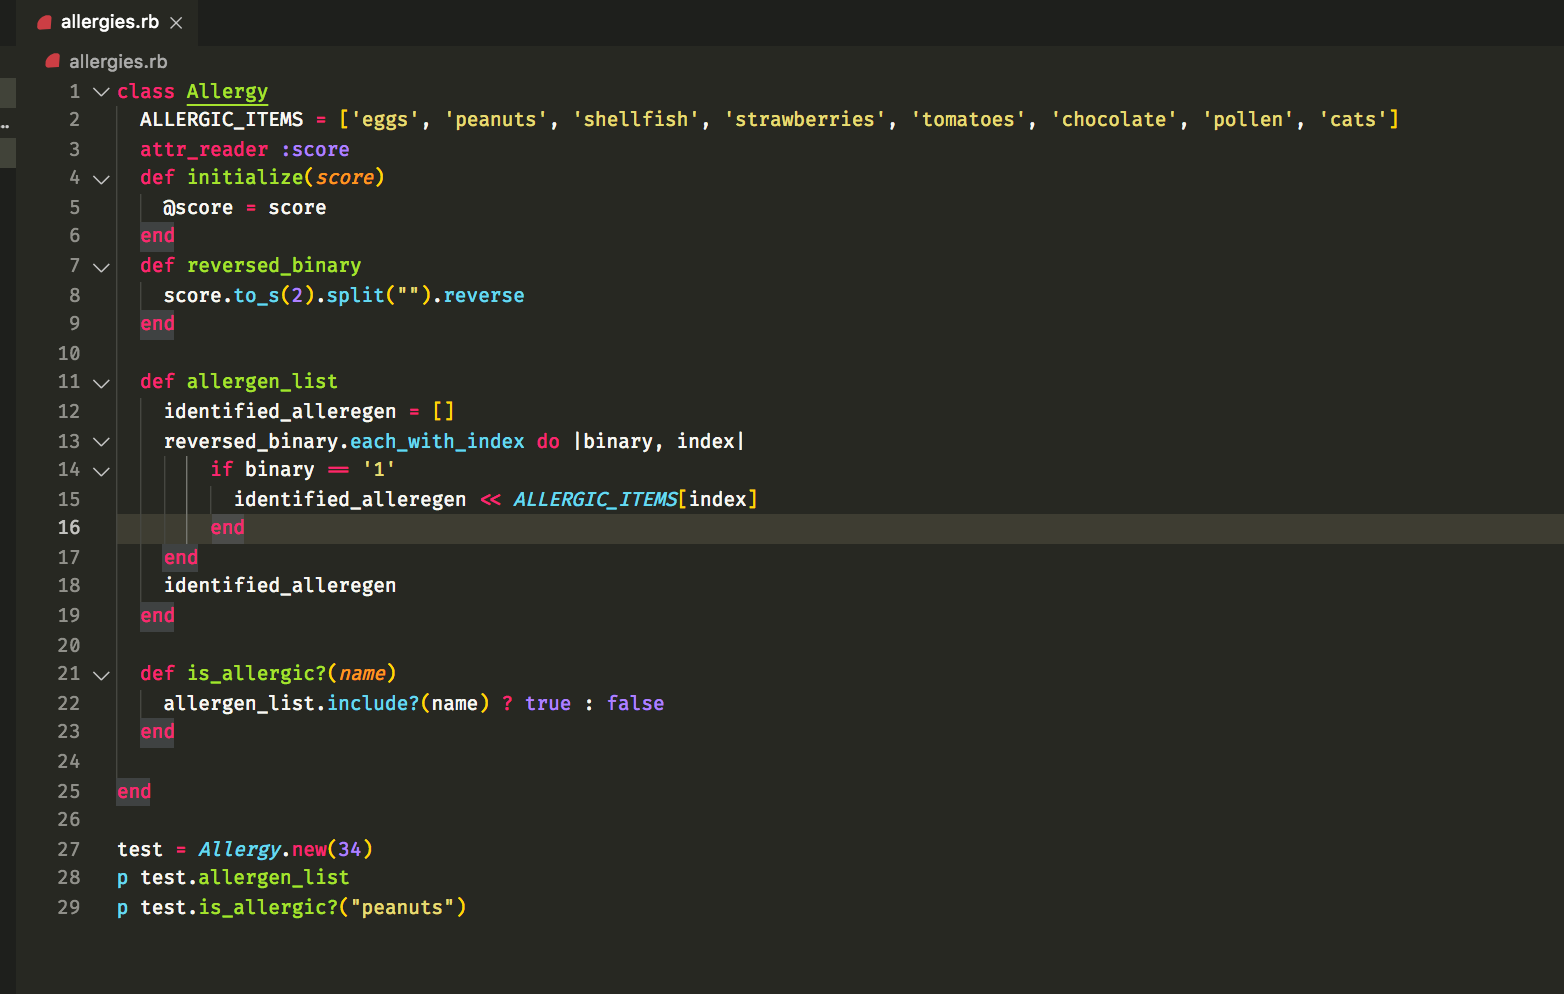 allergies.rb ×
allergies.rb
1 class Allergy
2   ALLERGIC_ITEMS = ['eggs', 'peanuts', 'shellfish', 'strawberries', 'tomatoes', 'chocolate', 'pollen', 'cats']
3   attr_reader :score
4   def initialize(score)
5     @score = score
6   end
7   def reversed_binary
8     score.to_s(2).split("").reverse
9   end
10
11   def allergen_list
12     identified_alleregen = []
13     reversed_binary.each_with_index do |binary, index|
14         if binary == '1'
15           identified_alleregen << ALLERGIC_ITEMS[index]
16         end
17     end
18     identified_alleregen
19   end
20
21   def is_allergic?(name)
22     allergen_list.include?(name) ? true : false
23   end
24
25 end
26
27 test = Allergy.new(34)
28 p test.allergen_list
29 p test.is_allergic?("peanuts")